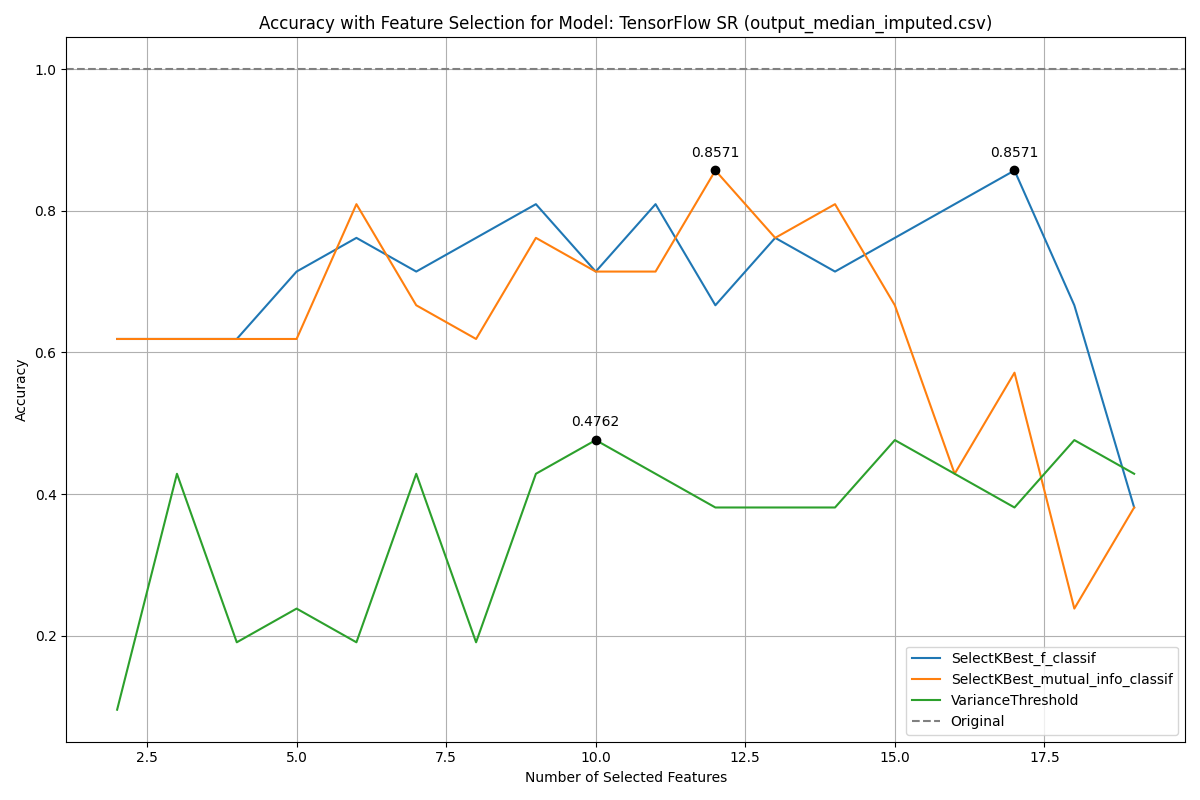 Accuracy with Feature Selection for Model: TensorFlow SR (output_median_imputed.csv)
1.0
0.8
0.6
0.4
0.2
Accuracy
0.8571
0.8571
0.4762
SelectKBest_f_classif
SelectKBest_mutual_info_classif
VarianceThreshold
Original
2.5
5.0
7.5
10.0
12.5
15.0
17.5
Number of Selected Features